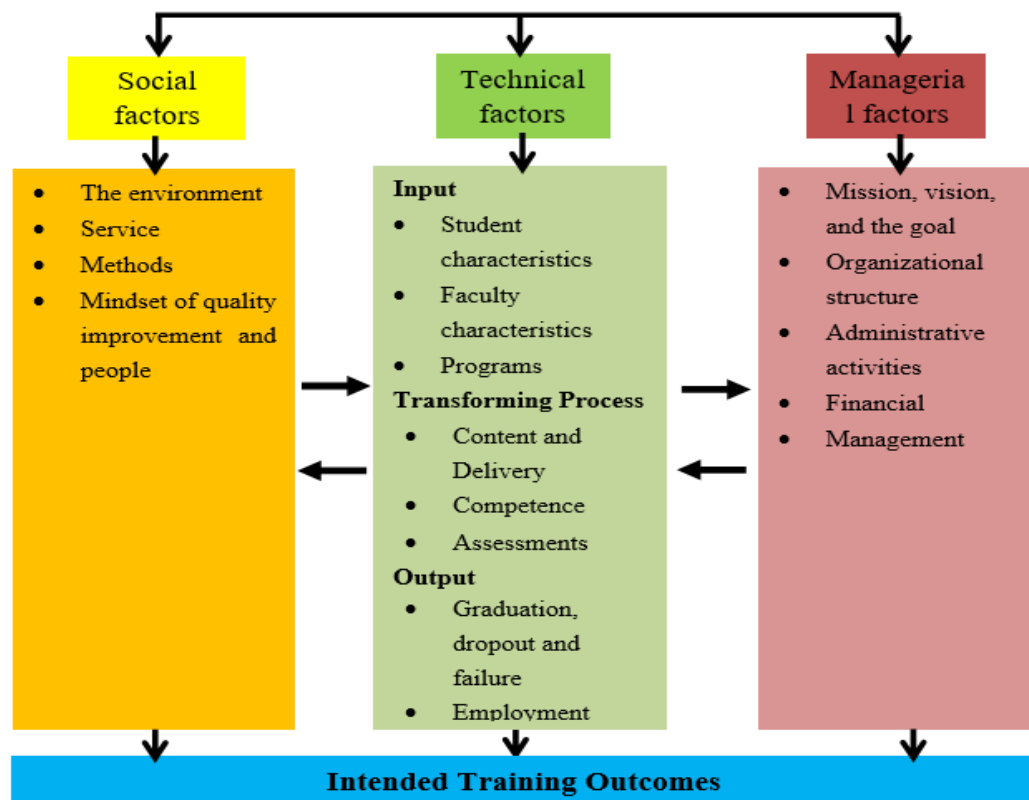 Social
factors
Technical
factors
Manageria
l factors
• The environment
• Service
• Methods
• Mindset of quality
improvement and
people
Input
• Student
characteristics
• Faculty
characteristics
• Programs
Transforming Process
• Content and
Delivery
• Competence
• Assessments
Output
• Graduation,
dropout and
failure
• Employment
• Mission, vision,
and the goal
• Organizational
structure
• Administrative
activities
• Financial
• Management
Intended Training Outcomes